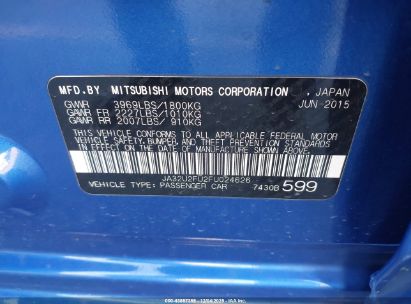 MFD.BY MITSUBISHI MOTORS CORPORATION , JAPAN
GVWR 3969LBS/1800KG JUN 2015
GAWR FR 2227LBS/1010KG
GAWR RR 2007LBS/ 910KG
THIS VEHICLE CONFORMS TO ALL APPLICABLE FEDERAL MOTOR
VEHICLE SAFETY, BUMPER, AND THEFT PREVENTION STANDARDS
IN EFFECT ON THE DATE OF MANUFACTURE SHOWN ABOVE.
JA32U2FU2FU024626
VEHICLE TYPE: PASSENGER CAR 7430B 599